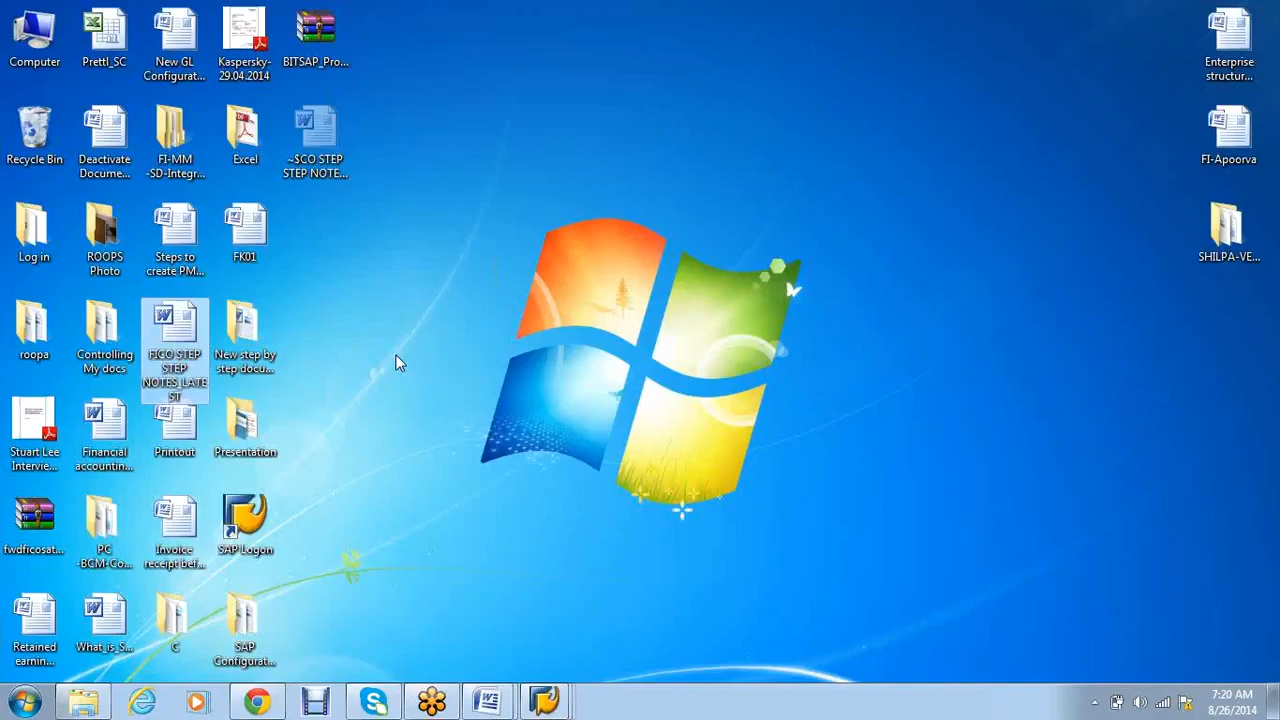 Computer
Prettl_SC
New GL
Configurat...
Kaspersky-
29.04.2014
BITSAP_Pro...
Enterprise
structur...
Recycle Bin
Deactivate
Docume...
FI-MM
-SD-Integr...
Excel
~$CO STEP
STEP NOTE...
FI-Apoorva
Log in
ROOPS
Photo
Steps to
create PM...
FK01
SHILPA-VE...
roopa
Controlling
My docs
FICO STEP
STEP
NOTES_LATE
ST
New step by
step docu...
Stuart Lee
Intervie...
Financial
accountin...
Printout
Presentation
fwdficosat...
PC
-BCM-Co...
Invoice
receipt bef...
SAP Logon
Retained
earnin...
What_is_S...
C
SAP
Configurat...
7:20 AM
8/26/2014